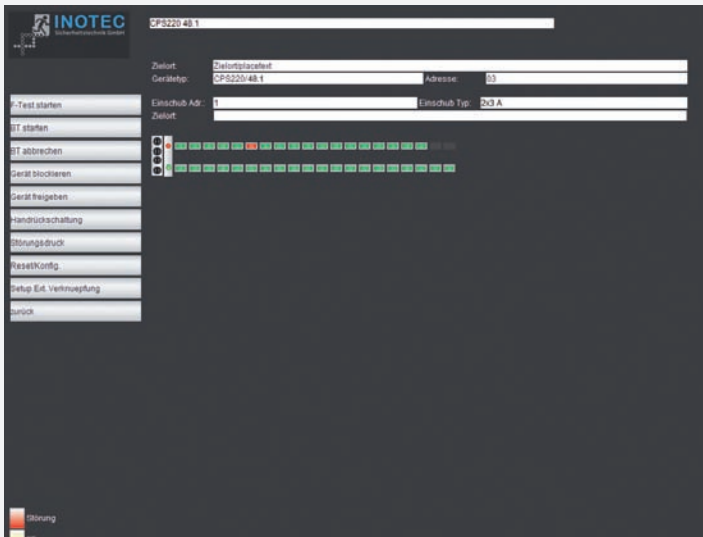 INOTEC
Sicherheitstechnik GmbH
CPS220 48.1
Zielort: Zielortplacetext
Gerätetyp: CPS220/48.1 Adresse: 03
Einschub Adr.: 1 Einschub Typ: 2x3 A
Zielort:
F-Test starten
BT starten
BT abbrechen
Gerät blockieren
Gerät freigeben
Handrückschaltung
Störungsdruck
Reset/Konfig.
Setup Ext. Verknuepfung
zurück
Störung